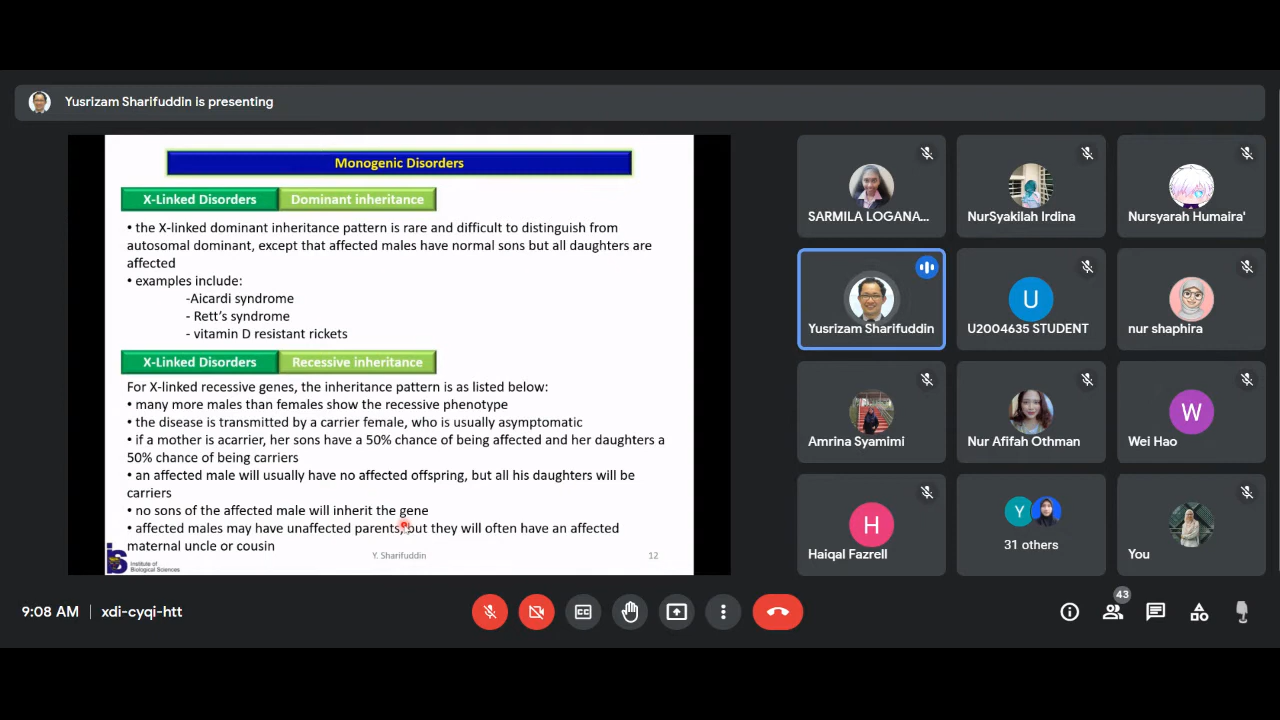 Yusrizam Sharifuddin is presenting
Monogenic Disorders
X-Linked Disorders Dominant inheritance
• the X-linked dominant inheritance pattern is rare and difficult to distinguish from
autosomal dominant, except that affected males have normal sons but all daughters are
affected
• examples include:
-Aicardi syndrome
- Rett’s syndrome
- vitamin D resistant rickets
X-Linked Disorders Recessive inheritance
For X-linked recessive genes, the inheritance pattern is as listed below:
• many more males than females show the recessive phenotype
• the disease is transmitted by a carrier female, who is usually asymptomatic
• if a mother is acarrier, her sons have a 50% chance of being affected and her daughters a
50% chance of being carriers
• an affected male will usually have no affected offspring, but all his daughters will be
carriers
• no sons of the affected male will inherit the gene
• affected males may have unaffected parents, but they will often have an affected
maternal uncle or cousin
Institute of
Biological Sciences
Y. Sharifuddin
12
SARMILA LOGANA...
NurSyakilah Irdina
Nursyarah Humaira'
Yusrizam Sharifuddin
U
U2004635 STUDENT
nur shaphira
Amrina Syamimi
Nur Afifah Othman
W
Wei Hao
H
Haiqal Fazrell
Y
31 others
You
9:08 AM | xdi-cyqi-htt
43